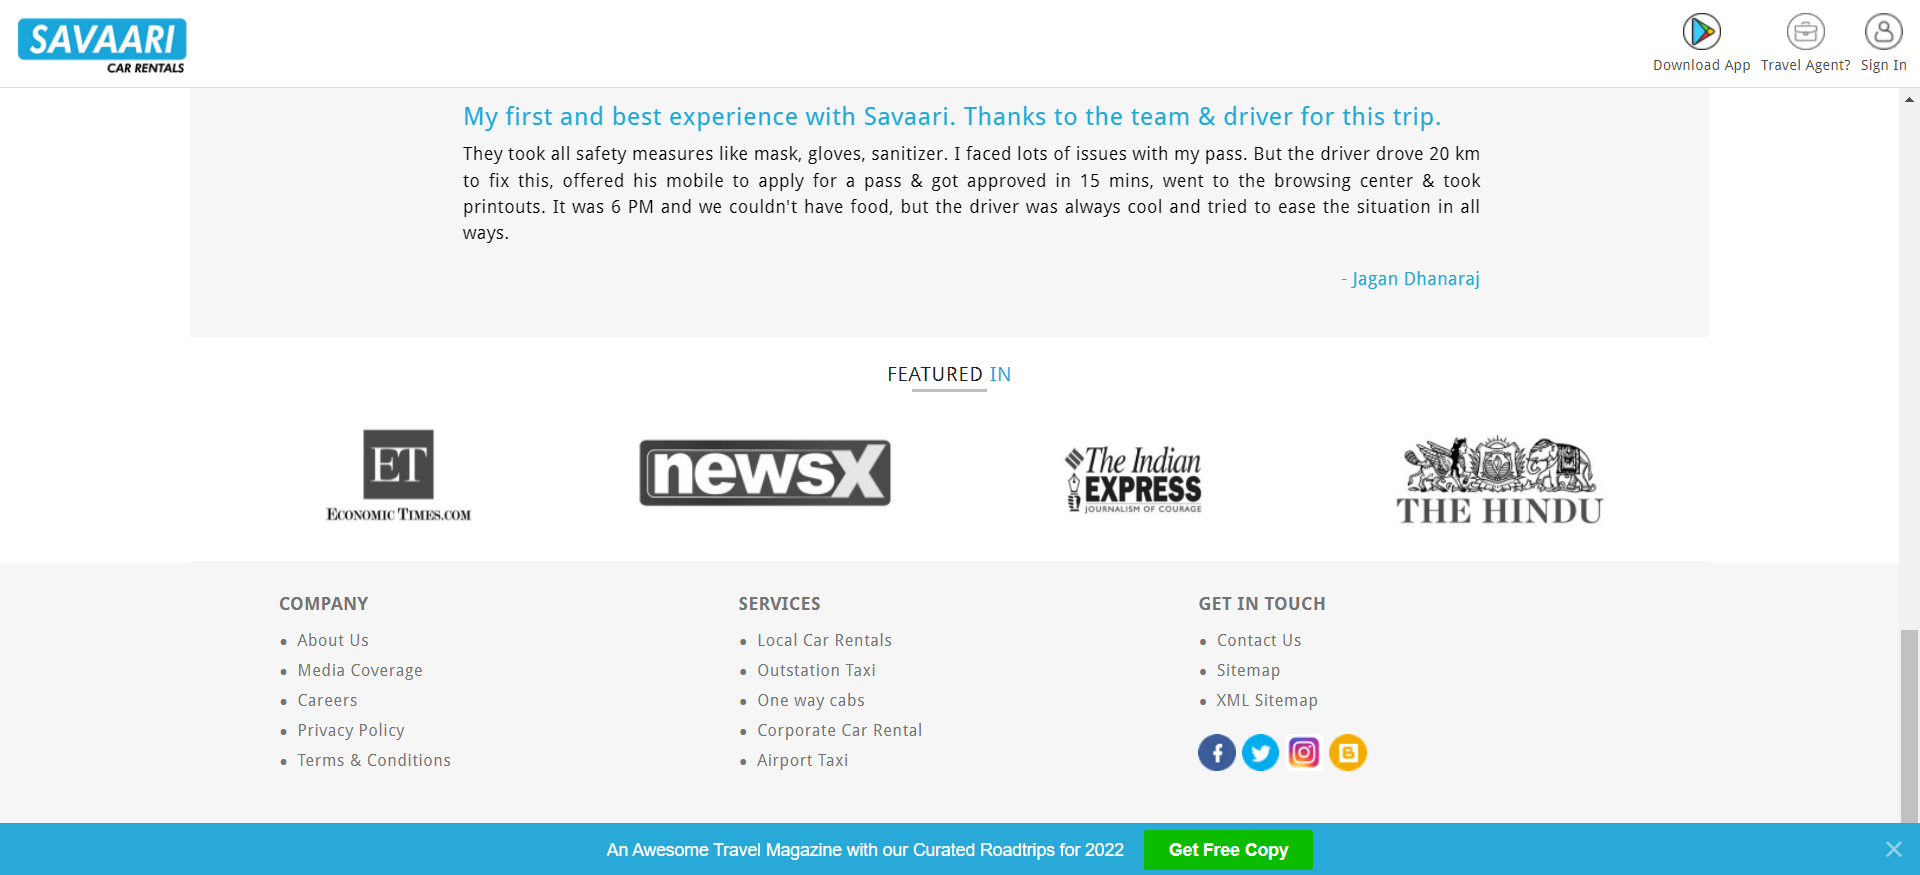 SAVAARI
CAR RENTALS
Download App
Travel Agent?
Sign In
My first and best experience with Savaari. Thanks to the team & driver for this trip.
They took all safety measures like mask, gloves, sanitizer. I faced lots of issues with my pass. But the driver drove 20 km
to fix this, offered his mobile to apply for a pass & got approved in 15 mins, went to the browsing center & took
printouts. It was 6 PM and we couldn't have food, but the driver was always cool and tried to ease the situation in all
ways.
- Jagan Dhanaraj
FEATURED IN
ET
ECONOMIC TIMES.COM
newsX
The Indian
EXPRESS
JOURNALISM OF COURAGE
THE HINDU
COMPANY
About Us
Media Coverage
Careers
Privacy Policy
Terms & Conditions
SERVICES
Local Car Rentals
Outstation Taxi
One way cabs
Corporate Car Rental
Airport Taxi
GET IN TOUCH
Contact Us
Sitemap
XML Sitemap
An Awesome Travel Magazine with our Curated Roadtrips for 2022
Get Free Copy